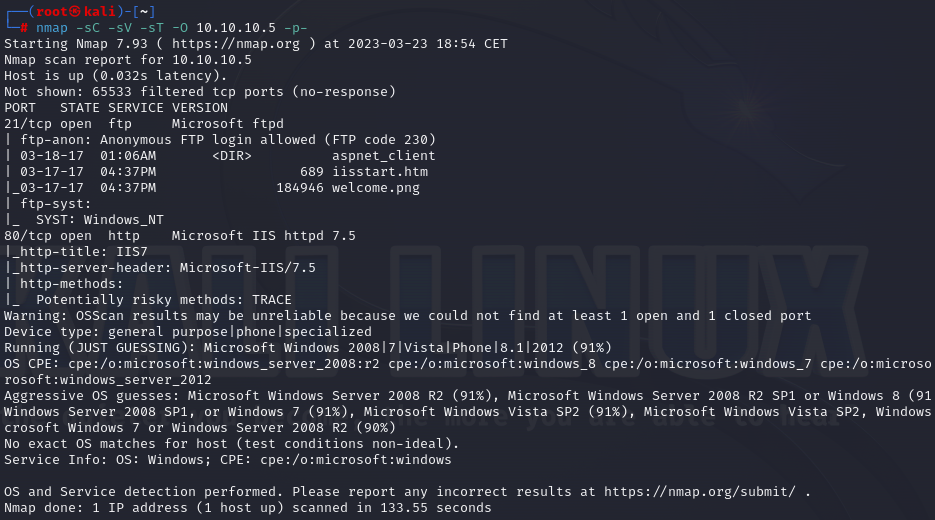 ┌──(root㉿kali)-[~]
└─# nmap -sC -sV -sT -O 10.10.10.5 -p-
Starting Nmap 7.93 ( https://nmap.org ) at 2023-03-23 18:54 CET
Nmap scan report for 10.10.10.5
Host is up (0.032s latency).
Not shown: 65533 filtered tcp ports (no-response)
PORT   STATE SERVICE VERSION
21/tcp open  ftp     Microsoft ftpd
| ftp-anon: Anonymous FTP login allowed (FTP code 230)
| 03-18-17  01:06AM       <DIR>          aspnet_client
| 03-17-17  04:37PM                  689 iisstart.htm
|_03-17-17  04:37PM               184946 welcome.png
| ftp-syst:
|_  SYST: Windows_NT
80/tcp open  http    Microsoft IIS httpd 7.5
|_http-title: IIS7
|_http-server-header: Microsoft-IIS/7.5
| http-methods:
|_  Potentially risky methods: TRACE
Warning: OSScan results may be unreliable because we could not find at least 1 open and 1 closed port
Device type: general purpose|phone|specialized
Running (JUST GUESSING): Microsoft Windows 2008|7|Vista|Phone|8.1|2012 (91%)
OS CPE: cpe:/o:microsoft:windows_server_2008:r2 cpe:/o:microsoft:windows_8 cpe:/o:microsoft:windows_7 cpe:/o:microso
rosoft:windows_server_2012
Aggressive OS guesses: Microsoft Windows Server 2008 R2 (91%), Microsoft Windows Server 2008 R2 SP1 or Windows 8 (91
Windows Server 2008 SP1, or Windows 7 (91%), Microsoft Windows Vista SP2 (91%), Microsoft Windows Vista SP2, Windows
crosoft Windows 7 or Windows Server 2008 R2 (90%)
No exact OS matches for host (test conditions non-ideal).
Service Info: OS: Windows; CPE: cpe:/o:microsoft:windows

OS and Service detection performed. Please report any incorrect results at https://nmap.org/submit/ .
Nmap done: 1 IP address (1 host up) scanned in 133.55 seconds
KALI LINUX
more you are able to hear